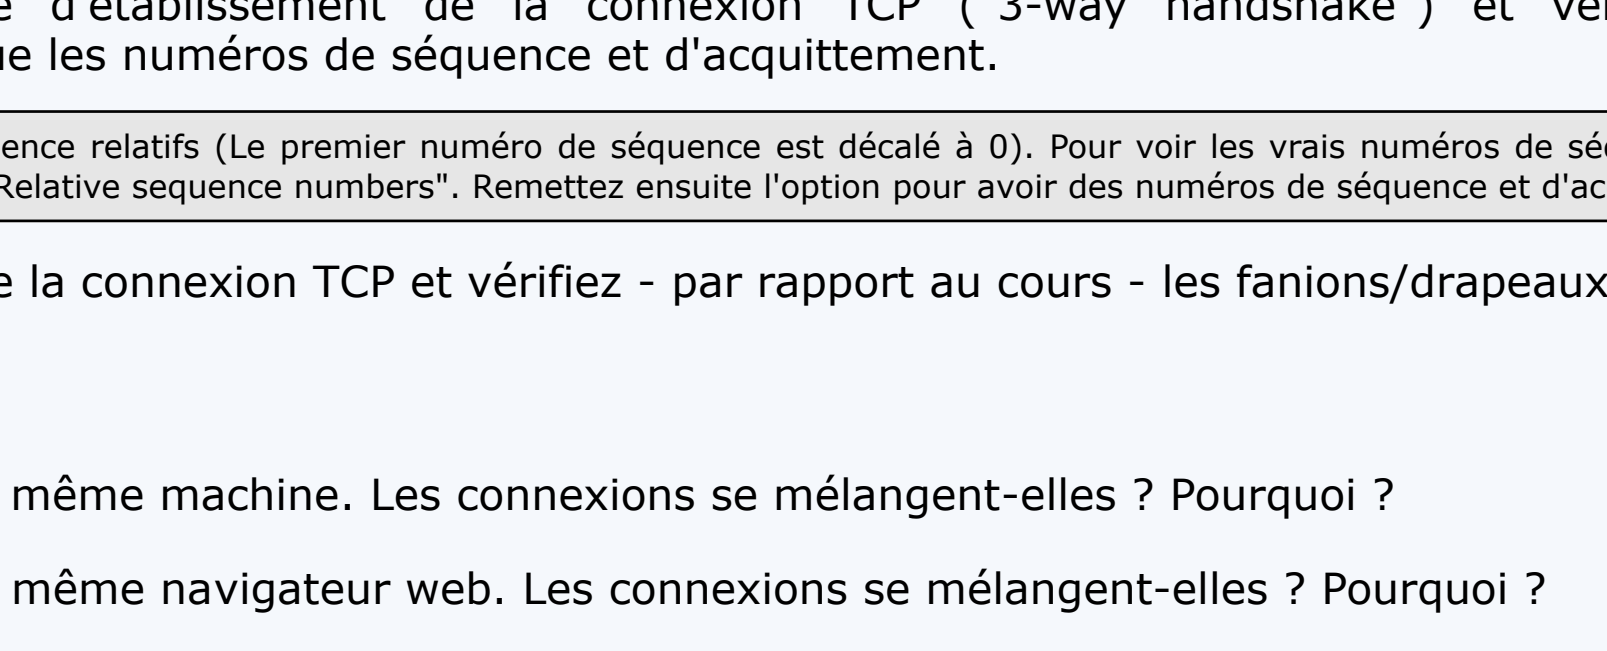 e d'établissement de la connexion TCP ("3-way handshake") et vér
ue les numéros de séquence et d'acquittement.
ence relatifs (Le premier numéro de séquence est décalé à 0). Pour voir les vrais numéros de séq
Relative sequence numbers". Remettez ensuite l'option pour avoir des numéros de séquence et d'ac
e la connexion TCP et vérifiez - par rapport au cours - les fanions/drapeaux
même machine. Les connexions se mélangent-elles ? Pourquoi ?
même navigateur web. Les connexions se mélangent-elles ? Pourquoi ?